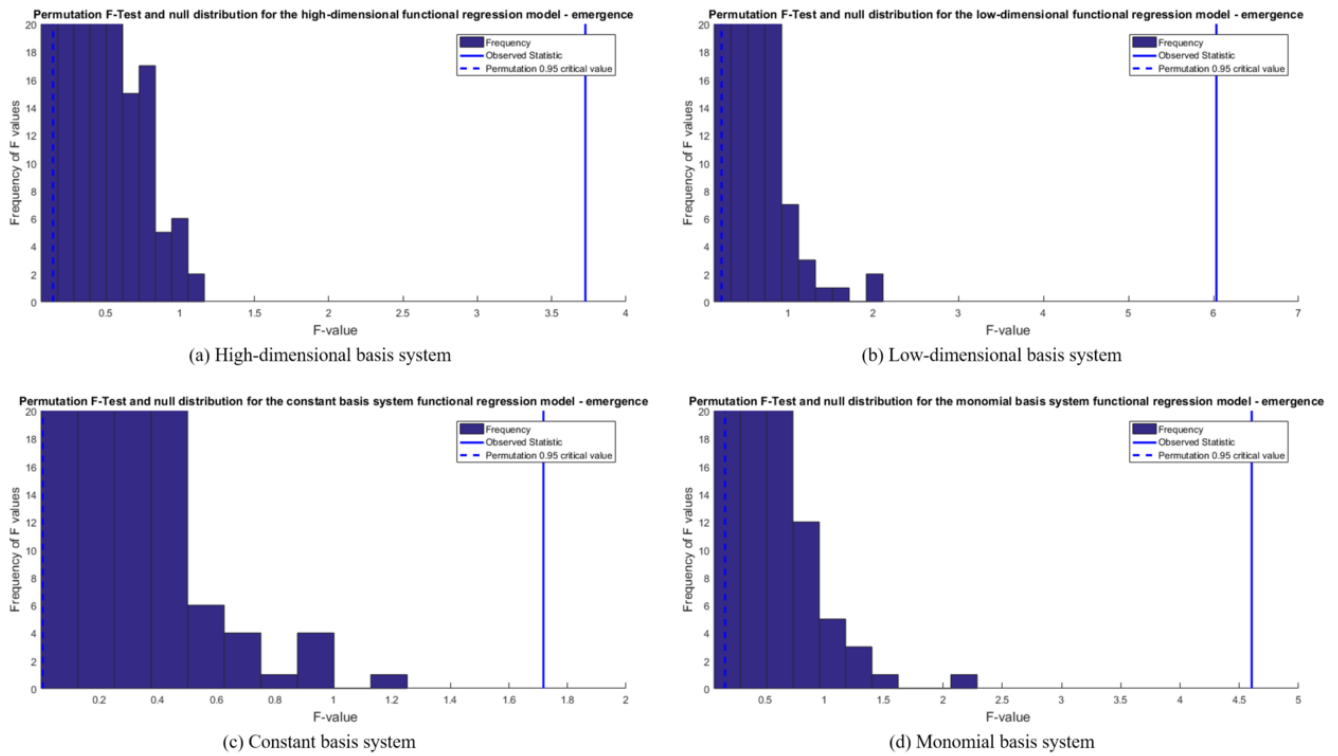 Permutation F-Test and null distribution for the high-dimensional functional regression model - emergence
20
18
16
14
12
10
8
6
4
2
0
Frequency of F values
Frequency
Observed Statistic
Permutation 0.95 critical value
0.5 1 1.5 2 2.5 3 3.5 4
F-value
(a) High-dimensional basis system
Permutation F-Test and null distribution for the low-dimensional functional regression model - emergence
20
18
16
14
12
10
8
6
4
2
0
Frequency of F values
Frequency
Observed Statistic
Permutation 0.95 critical value
1 2 3 4 5 6 7
F-value
(b) Low-dimensional basis system
Permutation F-Test and null distribution for the constant basis system functional regression model - emergence
20
18
16
14
12
10
8
6
4
2
0
Frequency of F values
Frequency
Observed Statistic
Permutation 0.95 critical value
0.2 0.4 0.6 0.8 1 1.2 1.4 1.6 1.8 2
F-value
(c) Constant basis system
Permutation F-Test and null distribution for the monomial basis system functional regression model - emergence
20
18
16
14
12
10
8
6
4
2
0
Frequency of F values
Frequency
Observed Statistic
Permutation 0.95 critical value
0.5 1 1.5 2 2.5 3 3.5 4 4.5 5
F-value
(d) Monomial basis system